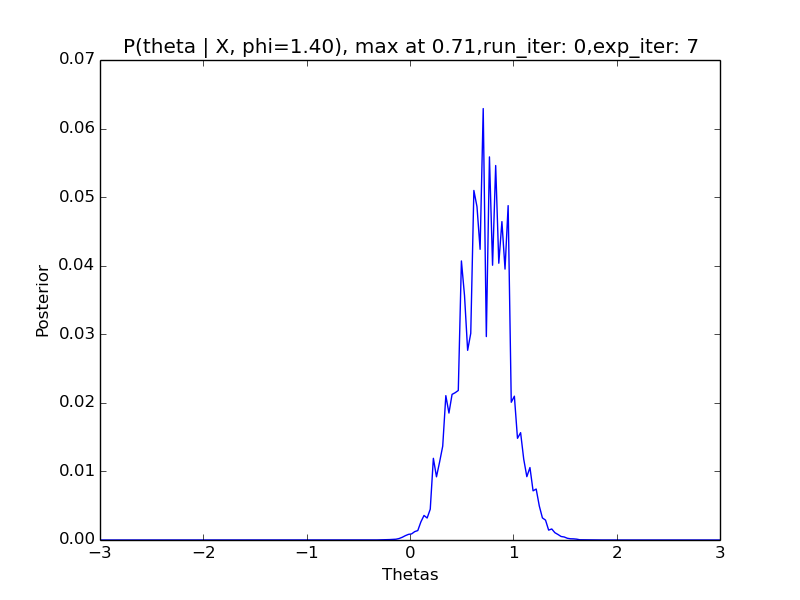 P(theta | X, phi=1.40), max at 0.71,run_iter: 0,exp_iter: 7
0.07
0.06
0.05
0.04
0.03
0.02
0.01
0.00
Posterior
−3 −2 −1 0 1 2 3
Thetas